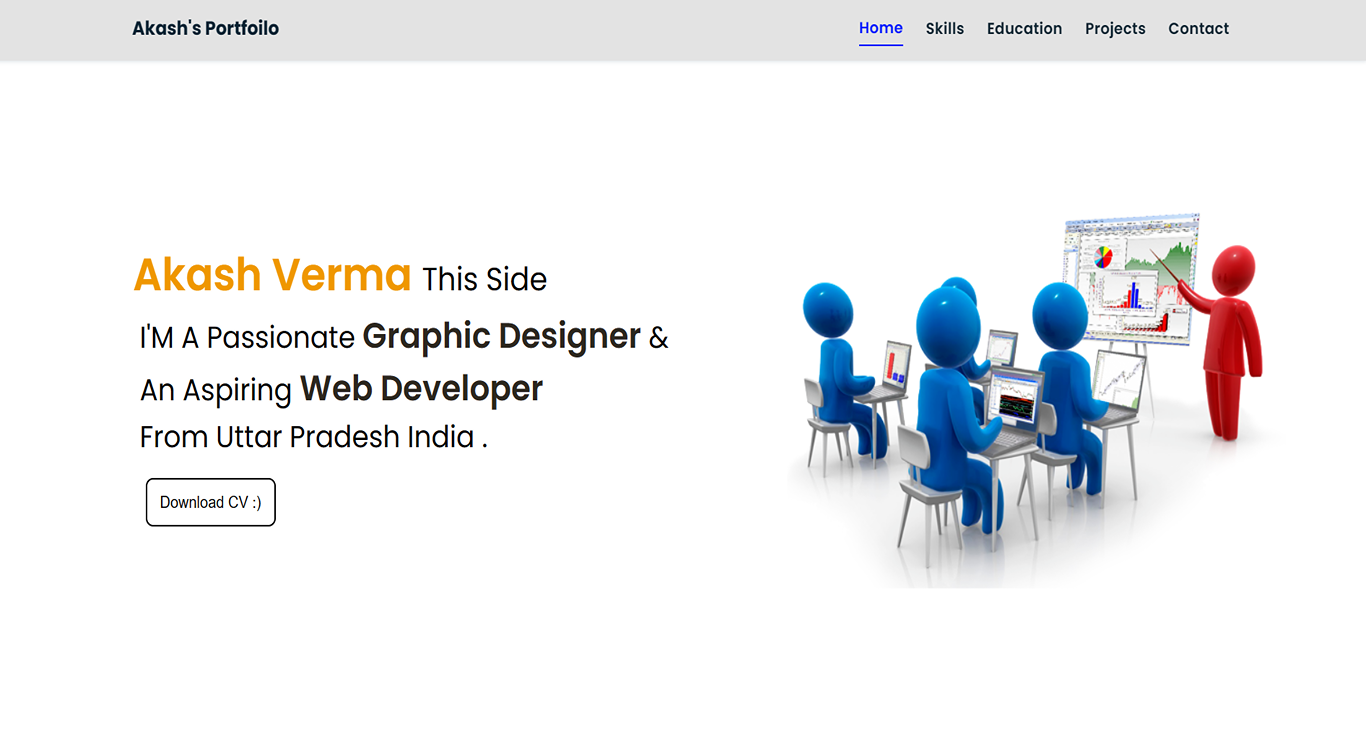 Akash's Portfoilo
Home Skills Education Projects Contact
Akash Verma This Side
I'M A Passionate Graphic Designer &
An Aspiring Web Developer
From Uttar Pradesh India .
Download CV :)